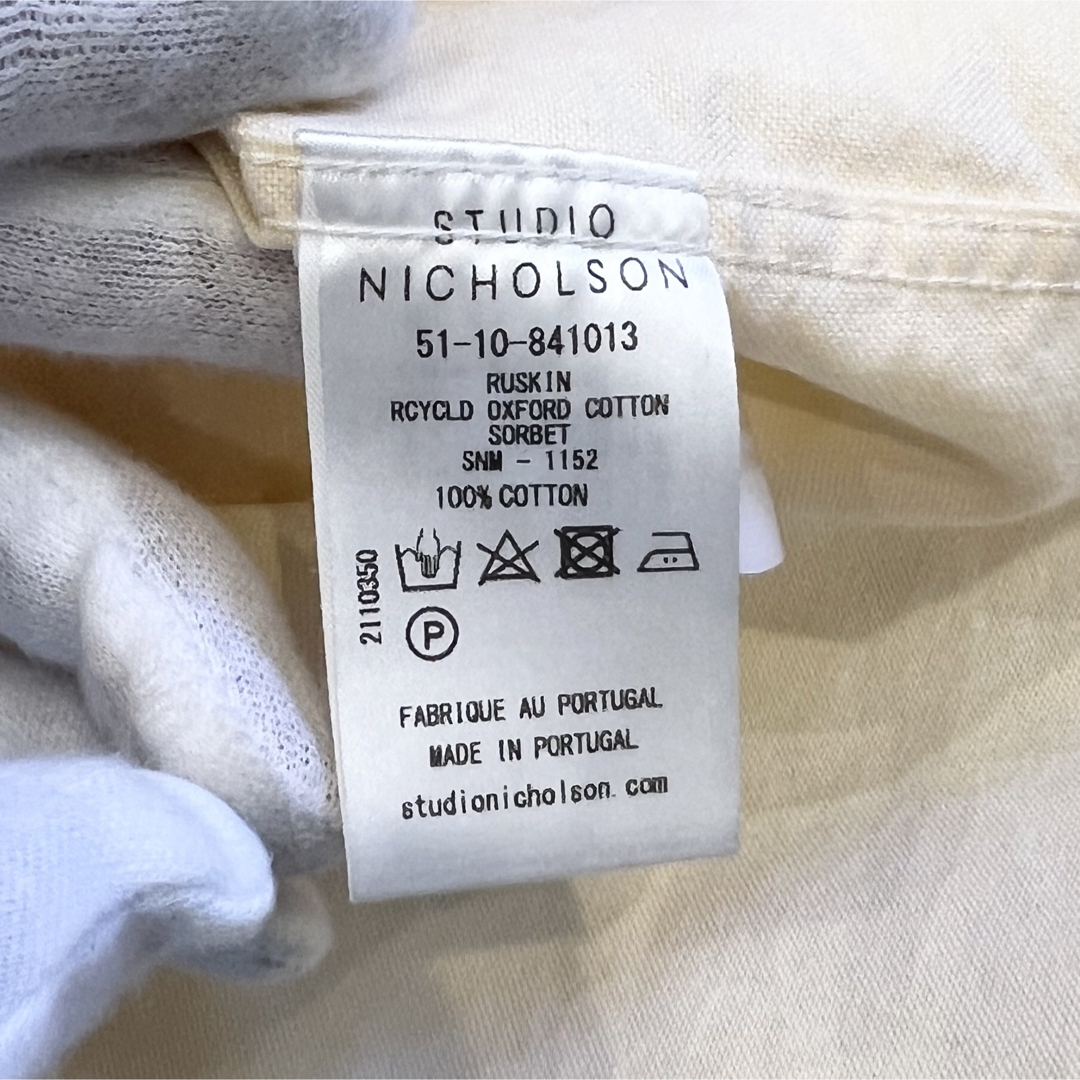 STUDIO
NICHOLSON
51-10-841013
RUSKIN
RCYCLD OXFORD COTTON
SORBET
SNM - 1152
100% COTTON
2110350
P
FABRIQUE AU PORTUGAL
MADE IN PORTUGAL
studionicholson.com